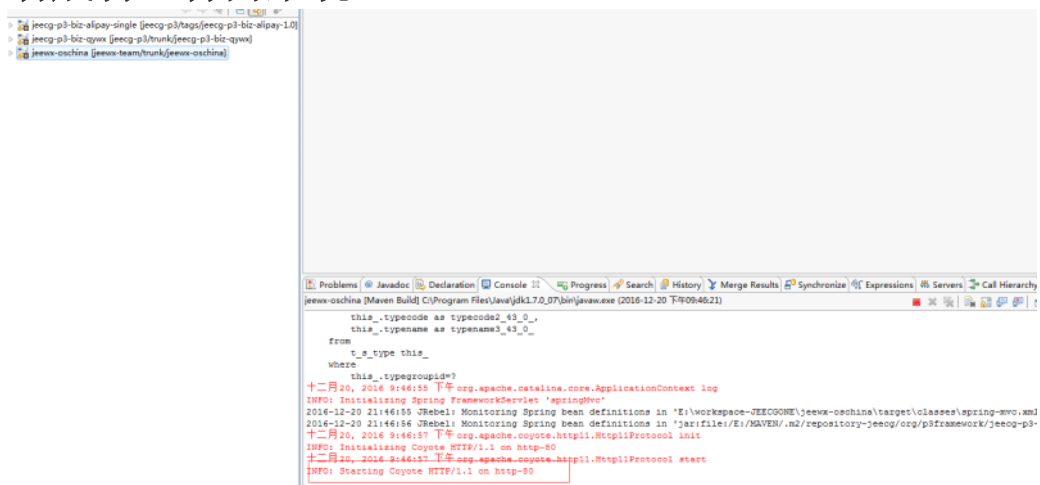 jeecg-p3-biz-alipay-single [jeecg-p3/tags/jeecg-p3-biz-alipay-1.0]
jeecg-p3-biz-qywx [jeecg-p3/trunk/jeecg-p3-biz-qywx]
jeewx-oschina [jeewx-team/trunk/jeewx-oschina]
Problems Javadoc Declaration Console Progress Search History Merge Results Synchronize Expressions Servers Call Hierarchy
jeewx-oschina [Maven Build] C:\Program Files\Java\jdk1.7.0_07\bin\javaw.exe (2016-12-20 下午09:46:21)
this_.typecode as typecode2_43_0_,
this_.typename as typename3_43_0_
from
t_s_type this_
where
this_.typegroupid=?
十二月 20, 2016 9:46:55 下午 org.apache.catalina.core.ApplicationContext log
INFO: Initializing Spring FrameworkServlet 'springMvc'
2016-12-20 21:46:55 JRebel: Monitoring Spring bean definitions in 'E:\workspace-JEECGONE\jeewx-oschina\target\classes\spring-mvc.xml
2016-12-20 21:46:56 JRebel: Monitoring Spring bean definitions in 'jar:file:/E:/MAVEN/.m2/repository-jeecg/org/p3framework/jeecg-p3-
十二月 20, 2016 9:46:57 下午 org.apache.coyote.http11.Http11Protocol init
INFO: Initializing Coyote HTTP/1.1 on http-80
十二月 20, 2016 9:46:57 下午 org.apache.coyote.http11.Http11Protocol start
INFO: Starting Coyote HTTP/1.1 on http-80